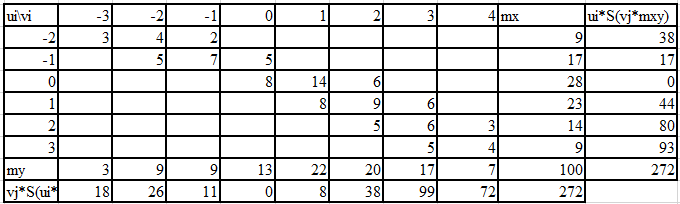 ui\vi -3 -2 -1 0 1 2 3 4 mx ui*S(vj*mxy)
-2 3 4 2 9 38
-1 5 7 5 17 17
0 8 14 6 28 0
1 8 9 6 23 44
2 5 6 3 14 80
3 5 4 9 93
my 3 9 9 13 22 20 17 7 100 272
vj*S(ui* 18 26 11 0 8 38 99 72 272